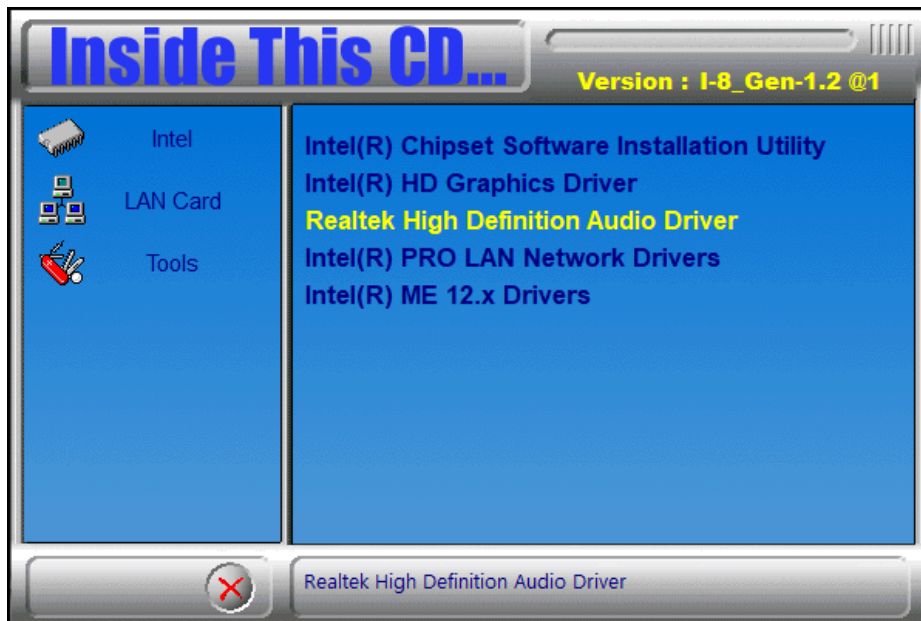 Inside This CD...
Version : I-8_Gen-1.2 @1
Intel
LAN Card
Tools
Intel(R) Chipset Software Installation Utility
Intel(R) HD Graphics Driver
Realtek High Definition Audio Driver
Intel(R) PRO LAN Network Drivers
Intel(R) ME 12.x Drivers
Realtek High Definition Audio Driver